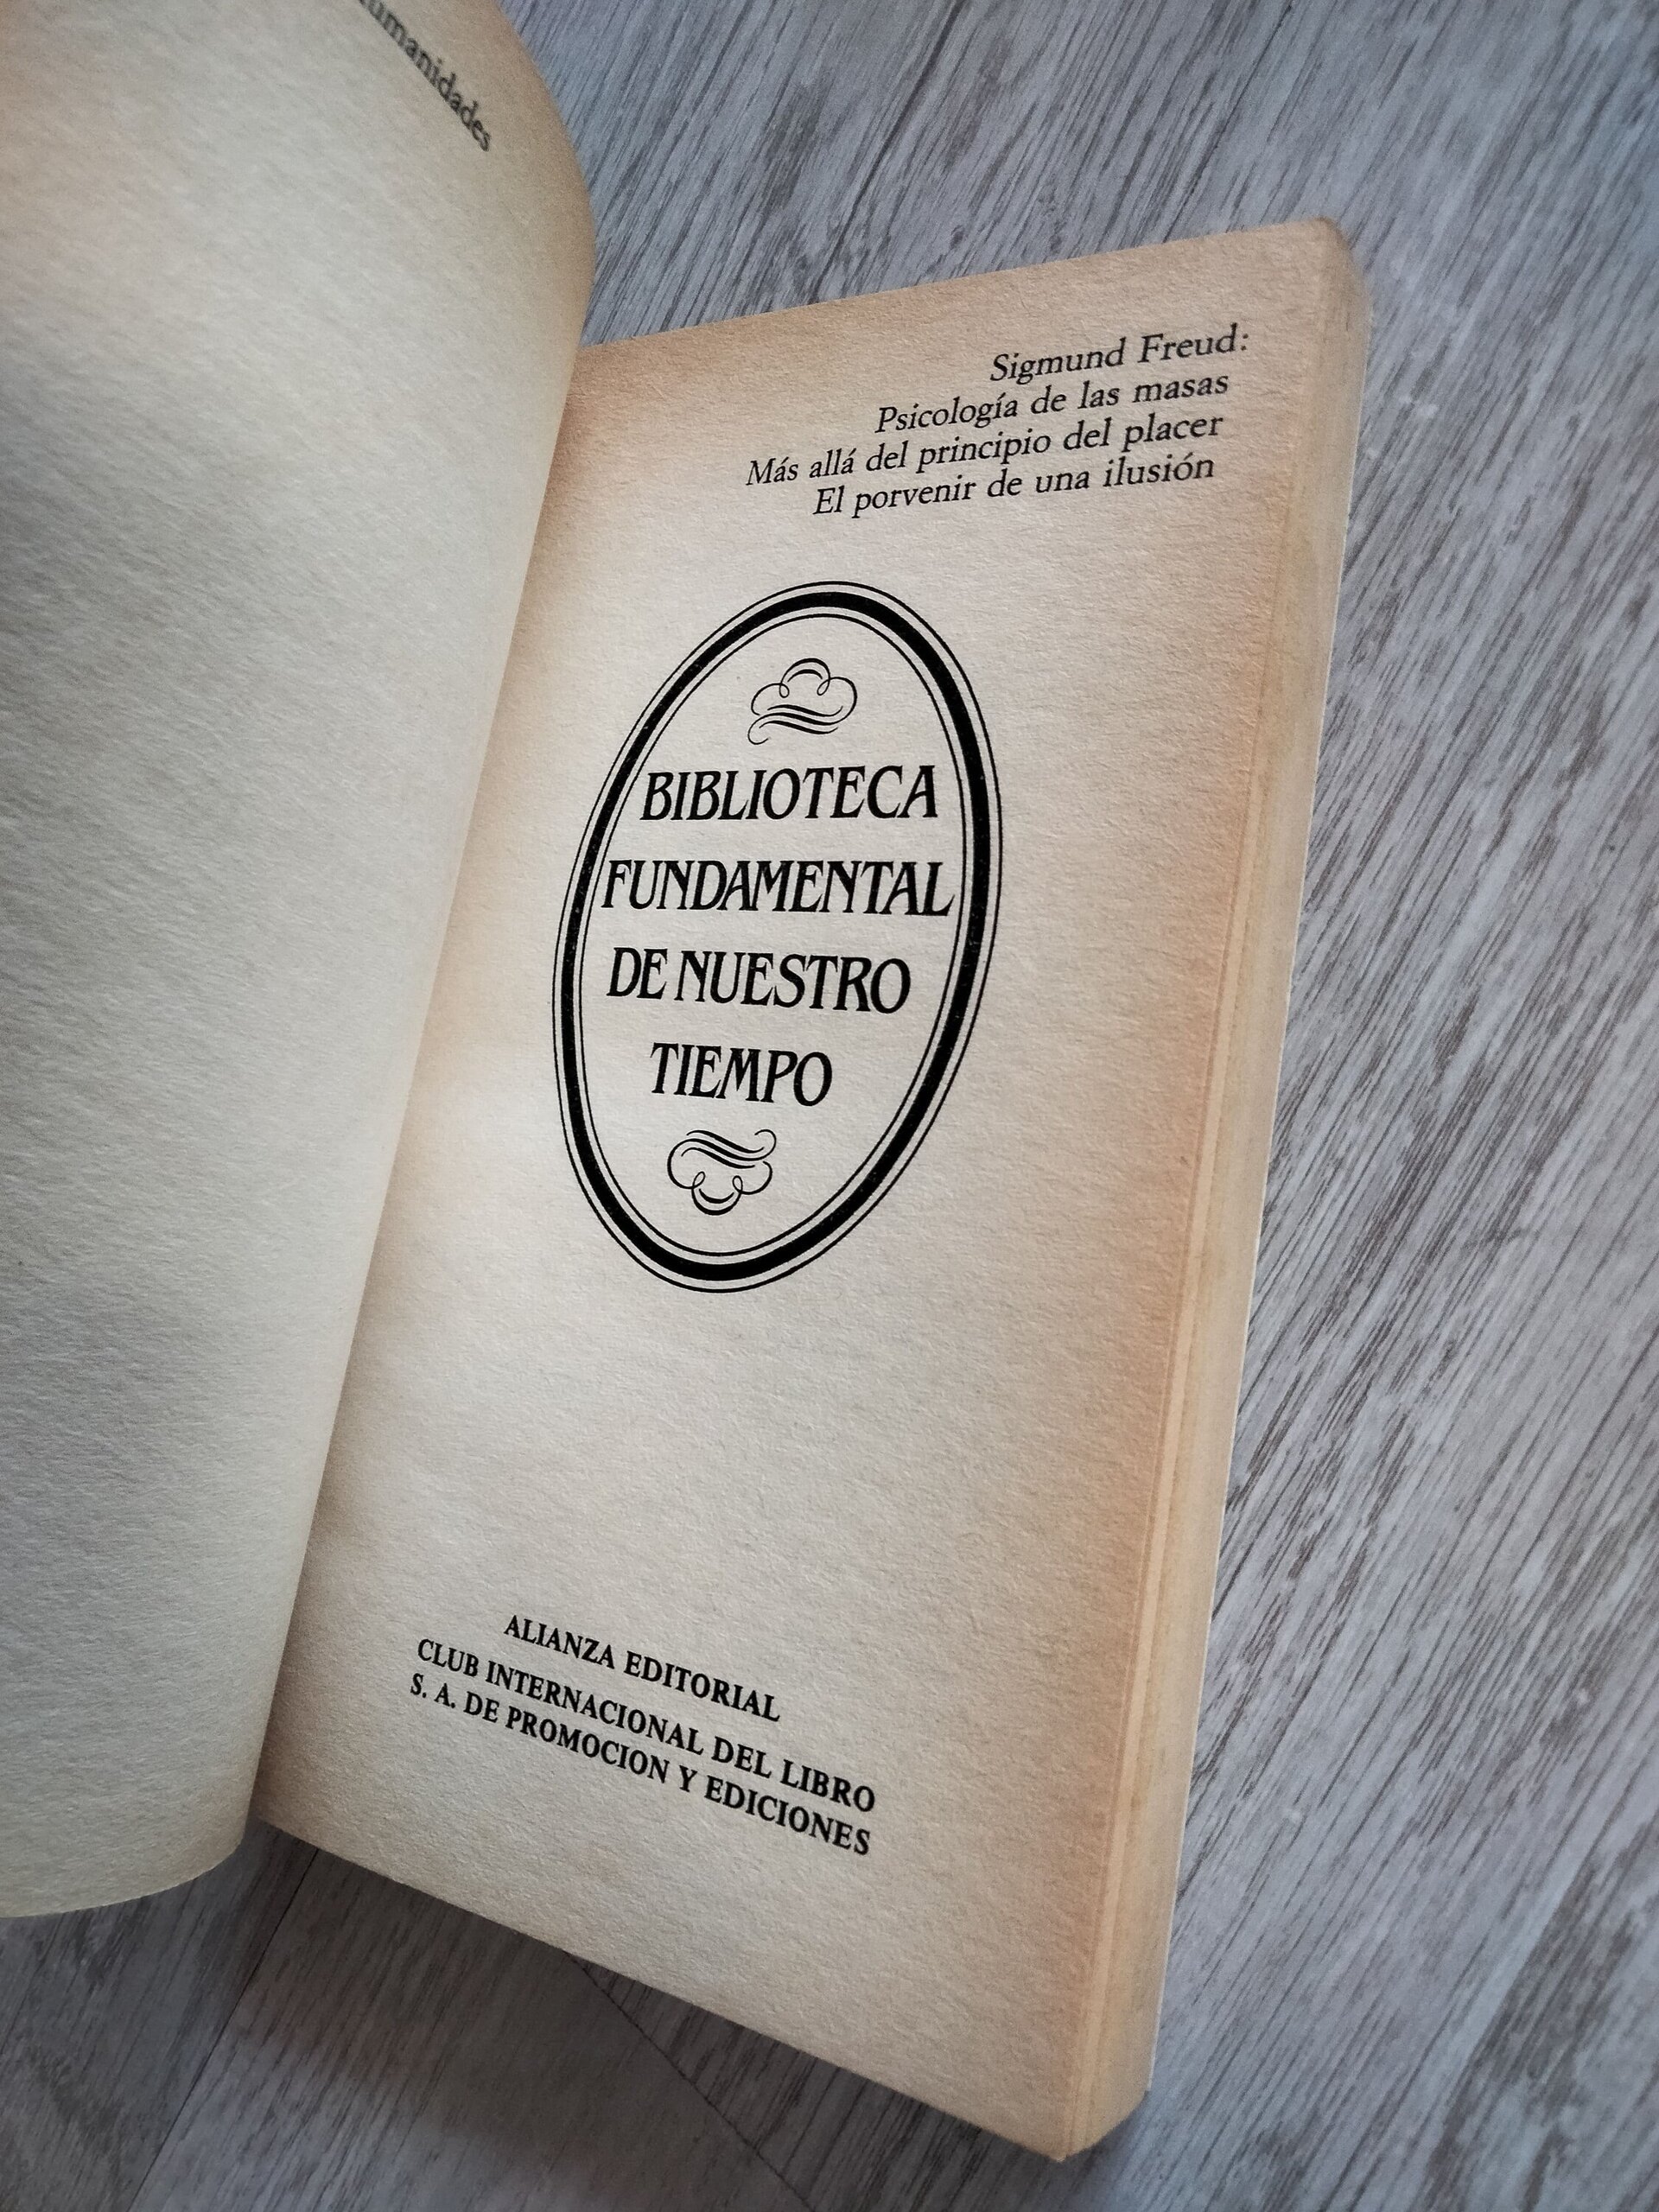 Sigmund Freud:
Psicología de las masas
Más allá del principio del placer
El porvenir de una ilusión
BIBLIOTECA
FUNDAMENTAL
DE NUESTRO
TIEMPO
ALIANZA EDITORIAL
CLUB INTERNACIONAL DEL LIBRO
S. A. DE PROMOCION Y EDICIONES